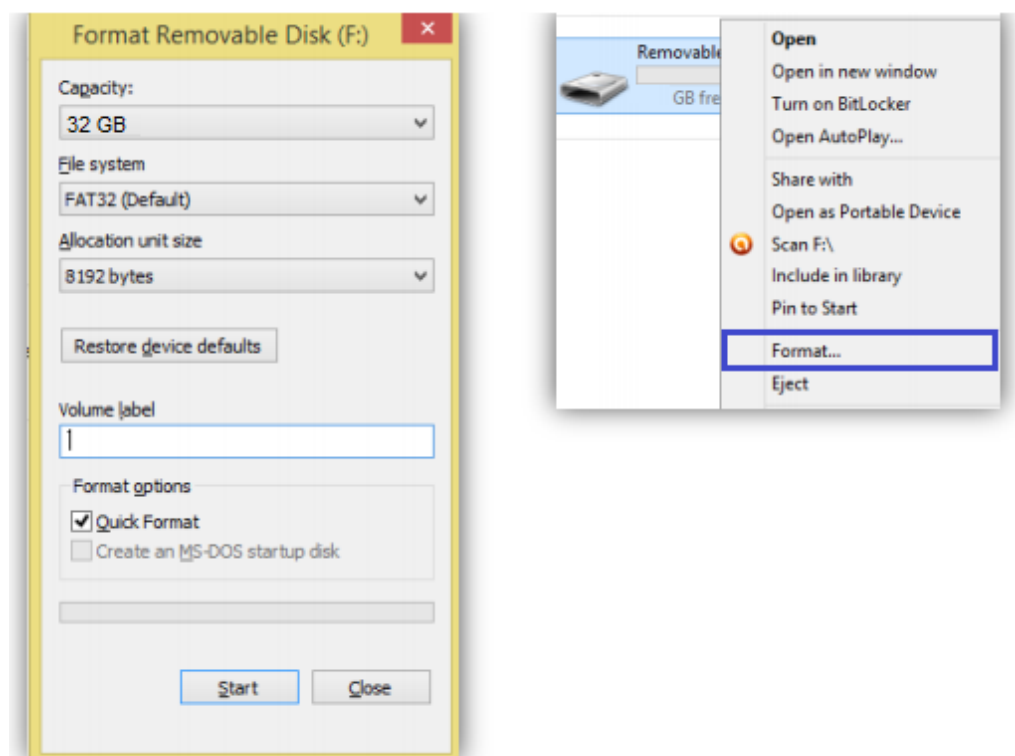 Format Removable Disk (F:)
Capacity:
32 GB
File system
FAT32 (Default)
Allocation unit size
8192 bytes
Restore device defaults
Volume label
Format options
Quick Format
Create an MS-DOS startup disk
Start
Close
Removable
GB fre
Open
Open in new window
Turn on BitLocker
Open AutoPlay...
Share with
Open as Portable Device
Scan F:\
Include in library
Pin to Start
Format...
Eject